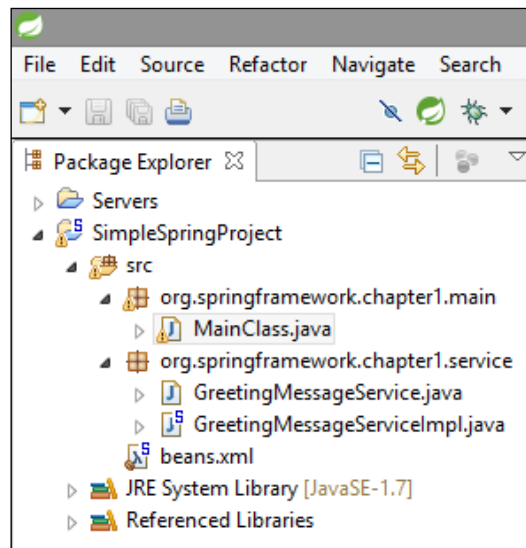 File Edit Source Refactor Navigate Search
Package Explorer
Servers
SimpleSpringProject
src
org.springframework.chapter1.main
MainClass.java
org.springframework.chapter1.service
GreetingMessageService.java
GreetingMessageServiceImpl.java
beans.xml
JRE System Library [JavaSE-1.7]
Referenced Libraries